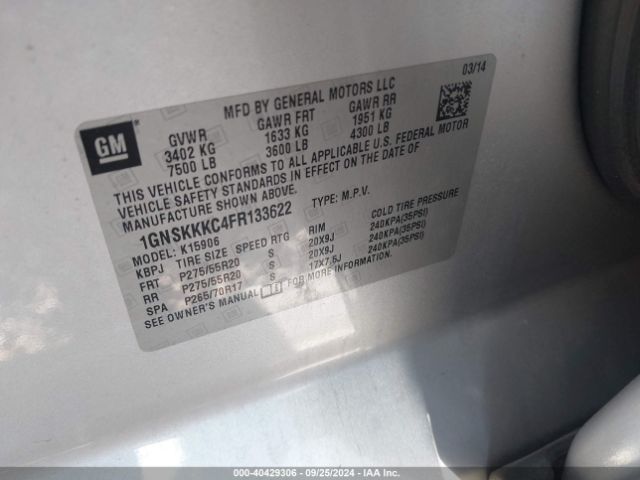 03/14
MFD BY GENERAL MOTORS LLC
GM
GVWR GAWR FRT GAWR RR
3402 KG 1633 KG 1951 KG
7500 LB 3600 LB 4300 LB
THIS VEHICLE CONFORMS TO ALL APPLICABLE U.S. FEDERAL MOTOR
VEHICLE SAFETY STANDARDS IN EFFECT ON THE DATE OF
MANUFACTURE SHOWN ABOVE.
1GNSKKKC4FR133622 TYPE: M.P.V.
MODEL: K15906
KBPJ TIRE SIZE SPEED RTG RIM COLD TIRE PRESSURE
FRT P275/55R20 S 20X9J 240KPA(35PSI)
RR P275/55R20 S 20X9J 240KPA(35PSI)
SPA P265/70R17 S 17X7.5J 240KPA(35PSI)
SEE OWNER'S MANUAL FOR MORE INFORMATION.
000-40429306 - 09/25/2024 - IAA Inc.